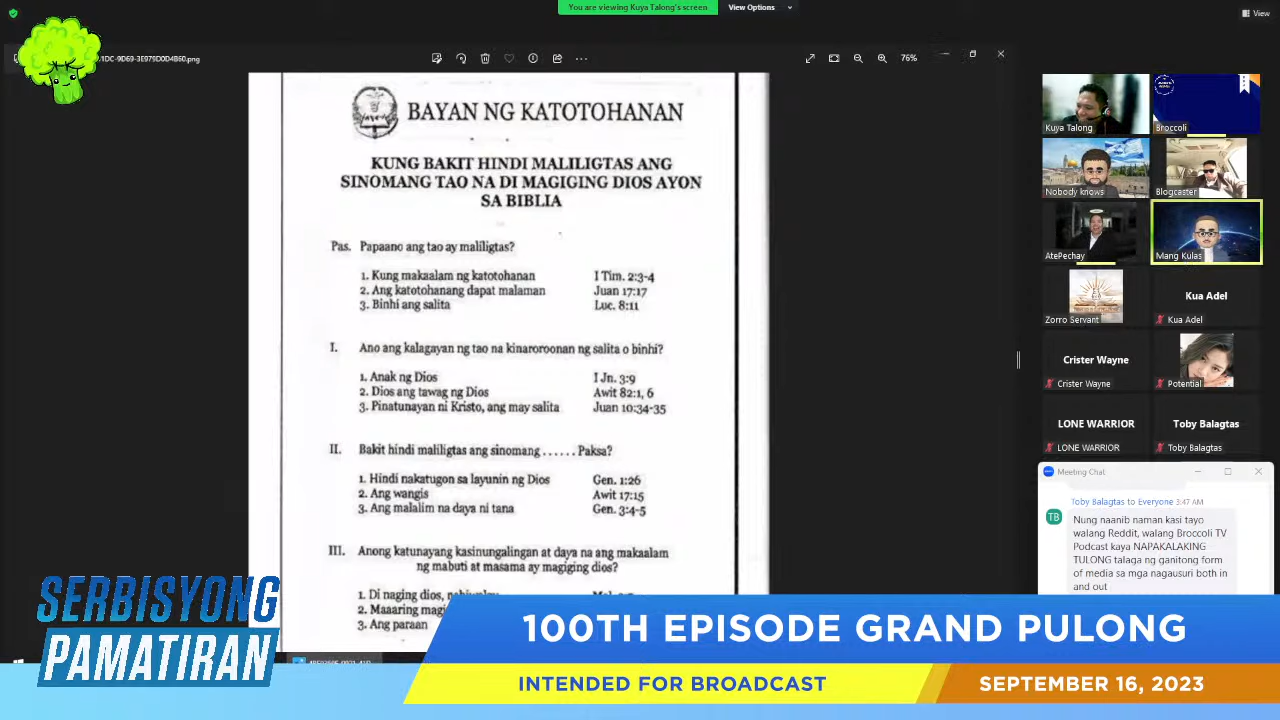 You are viewing Kuya Talong's screen
View Options
View
1DC-9D69-3E979D0D4B60.png
76%
BAYAN NG KATOTOHANAN
KUNG BAKIT HINDI MALILIGTAS ANG
SINOMANG TAO NA DI MAGIGING DIOS AYON
SA BIBLIA
Pas. Papaano ang tao ay maliligtas?
1. Kung makaalam ng katotohanan I Tim. 2:3-4
2. Ang katotohanang dapat malaman Juan 17:17
3. Binhi ang salita Luc. 8:11
I. Ano ang kalagayan ng tao na kinaroroonan ng salita o binhi?
1. Anak ng Dios I Jn. 3:9
2. Dios ang tawag ng Dios Awit 82:1, 6
3. Pinatunayan ni Kristo, ang may salita Juan 10:34-35
II. Bakit hindi maliligtas ang sinomang ...... Paksa?
1. Hindi nakatugon sa layunin ng Dios Gen. 1:26
2. Ang wangis Awit 17:15
3. Ang malalim na daya ni tana Gen. 3:4-5
III. Anong katunayang kasinungalingan at daya na ang makaalam
ng mabuti at masama ay magiging dios?
1. Di naging dios,
2. Maaring
3. Ang paraan
Kuya Talong
Broccoli
Nobody knows
Blogcaster
AtePechay
Mang Kulas
Zorro Servant
Kua Adel
Kua Adel
Crister Wayne
Crister Wayne
Potential
LONE WARRIOR
LONE WARRIOR
Toby Balagtas
Toby Balagtas
Meeting Chat
Toby Balagtas to Everyone 3:47 AM
TB
Nung naanib naman kasi tayo
walang Reddit, walang Broccoli TV
Podcast kaya NAPAKALAKING
TULONG talaga ng ganitong form
of media sa mga nagausuri both in
and out
SERBISYONG
PAMATIRAN
100TH EPISODE GRAND PULONG
INTENDED FOR BROADCAST
SEPTEMBER 16, 2023